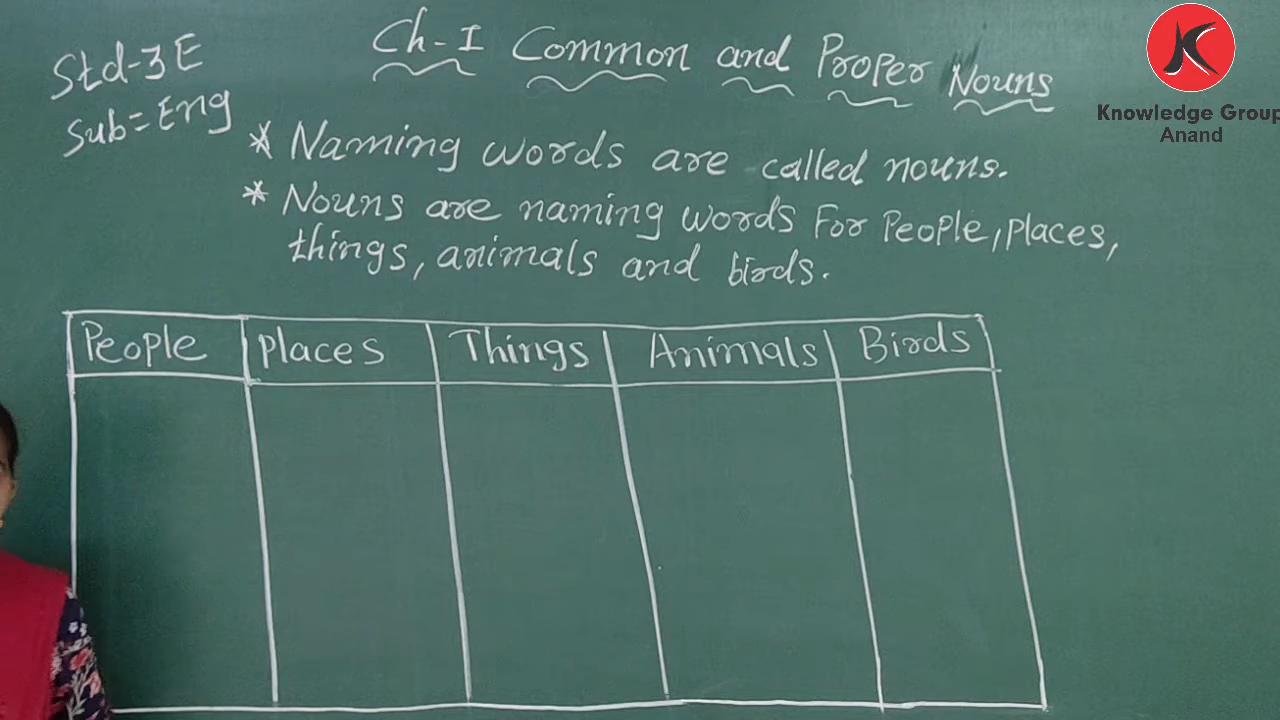 Std-3 E
Sub = Eng
Ch-I Common and Proper Nouns
* Naming words are called nouns.
* Nouns are naming words For People, places,
things, animals and birds.
People places Things Animals Birds
Knowledge Group
Anand